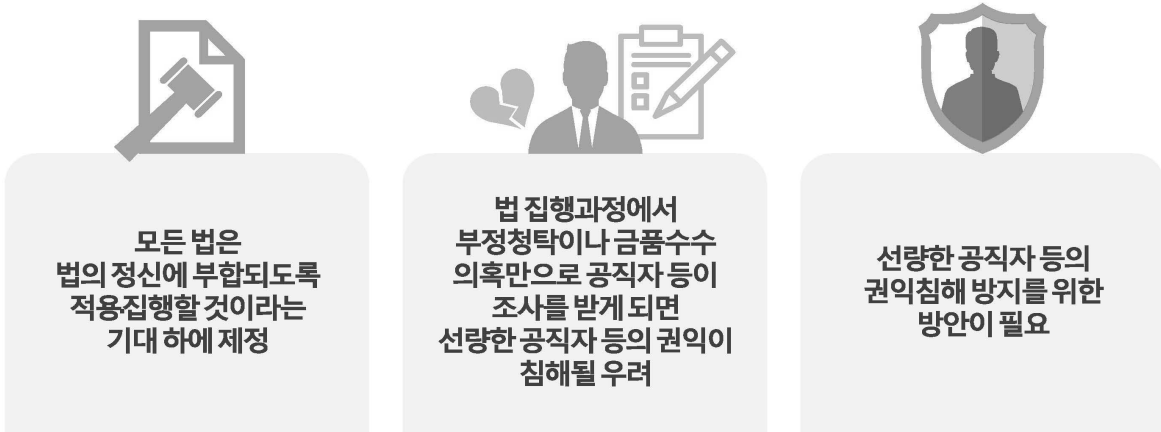 모든 법은
법의 정신에 부합되도록
적용·집행할 것이라는
기대 하에 제정
법 집행과정에서
부정청탁이나 금품수수
의혹만으로 공직자 등이
조사를 받게 되면
선량한 공직자 등의 권익이
침해될 우려
선량한 공직자 등의
권익침해 방지를 위한
방안이 필요